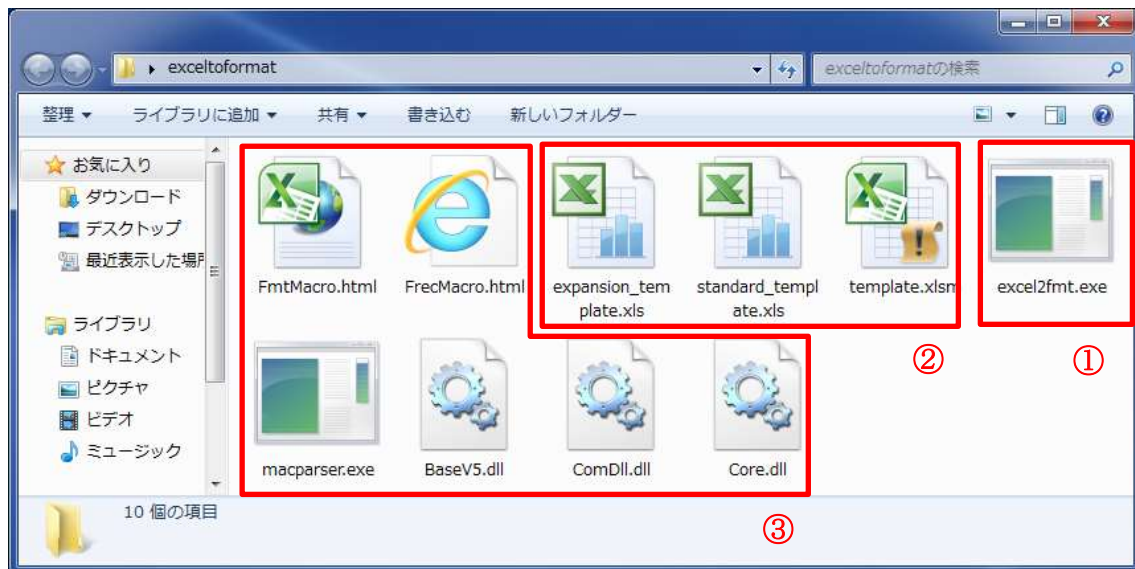 exceltoformat
exceltoformatの検索
整理 ライブラリに追加 共有 書き込む 新しいフォルダー
お気に入り
ダウンロード
デスクトップ
最近表示した場所
ライブラリ
ドキュメント
ピクチャ
ビデオ
ミュージック
FmtMacro.html
FrecMacro.html
expansion_tem
plate.xls
standard_templ
ate.xls
template.xlsm
excel2fmt.exe
②
①
macparser.exe
BaseV5.dll
ComDll.dll
Core.dll
10 個の項目
③